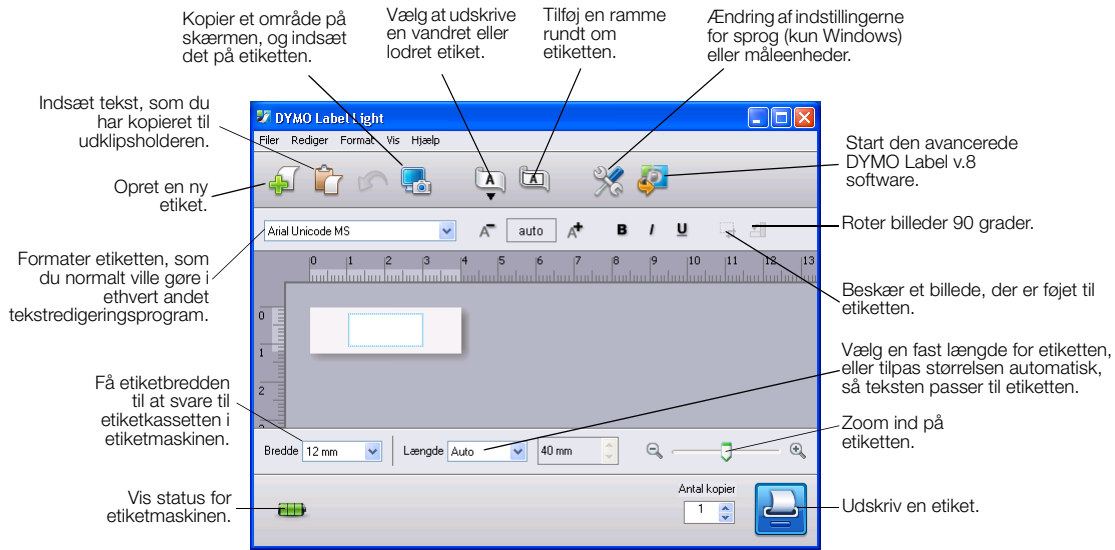 Kopier et område på
skærmen, og indsæt
det på etiketten.
Vælg at udskrive
en vandret eller
lodret etiket.
Tilføj en ramme
rundt om
etiketten.
Ændring af indstillingerne
for sprog (kun Windows)
eller måleenheder.
Indsæt tekst, som du
har kopieret til
udklipsholderen.
Opret en ny
etiket.
Formater etiketten, som
du normalt ville gøre i
ethvert andet
tekstredigeringsprogram.
Få etiketbredden
til at svare til
etiketkassetten i
etiketmaskinen.
Vis status for
etiketmaskinen.
DYMO Label Light
Filer Rediger Format Vis Hjælp
A A
Arial Unicode MS A auto A B I U
0 1 2 3 4 5 6 7 8 9 10 11 12 13
0
1
2
Bredde 12 mm Længde Auto 40 mm
Antal kopier
1
Start den avancerede
DYMO Label v.8
software.
Roter billeder 90 grader.
Beskær et billede, der er føjet til
etiketten.
Vælg en fast længde for etiketten,
eller tilpas størrelsen automatisk,
så teksten passer til etiketten.
Zoom ind på
etiketten.
Udskriv en etiket.